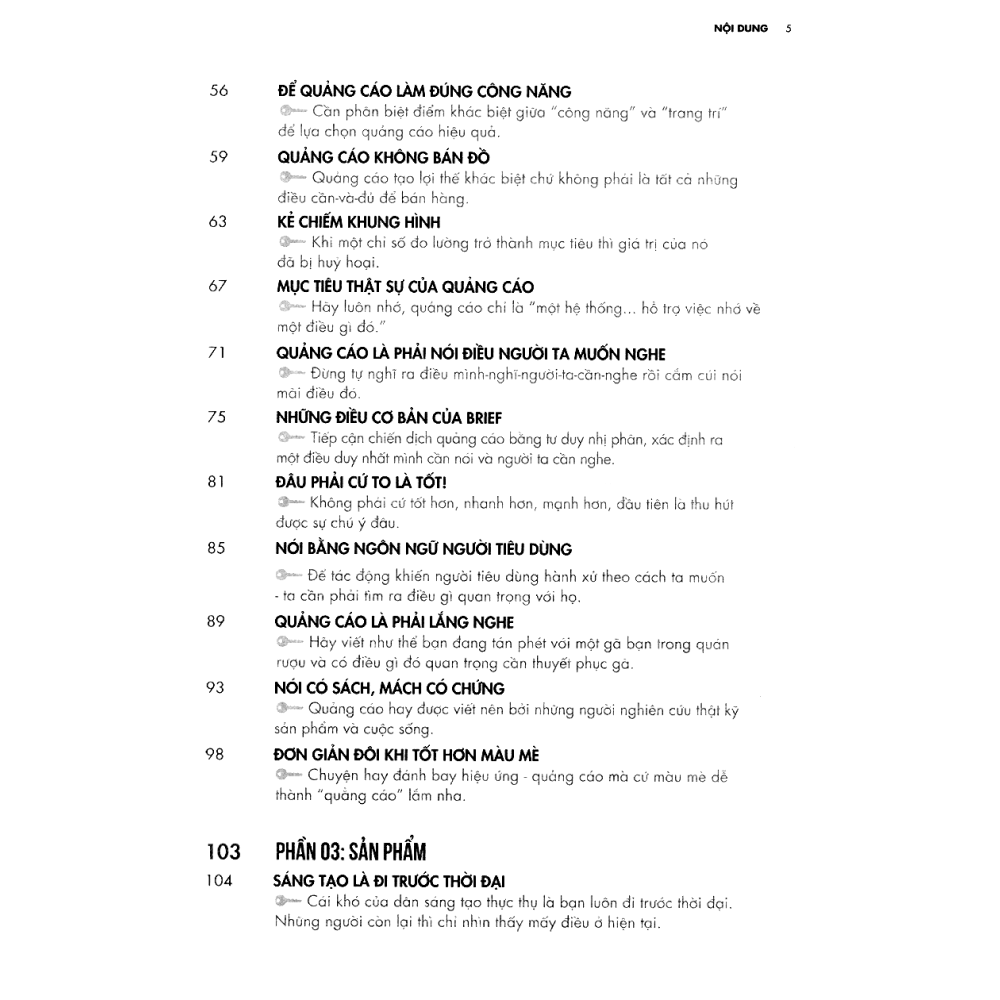 NỘI DUNG 5
56 ĐỂ QUẢNG CÁO LÀM ĐÚNG CÔNG NĂNG
Cần phân biệt điểm khác biệt giữa "công năng" và "trang trí"
để lựa chọn quảng cáo hiệu quả.
59 QUẢNG CÁO KHÔNG BÁN ĐỒ
Quảng cáo tạo lợi thế khác biệt chứ không phải là tất cả những
điều cần-và-đủ để bán hàng.
63 KẺ CHIẾM KHUNG HÌNH
Khi một chỉ số đo lường trở thành mục tiêu thì giá trị của nó
đã bị huỷ hoại.
67 MỤC TIÊU THẬT SỰ CỦA QUẢNG CÁO
Hãy luôn nhớ, quảng cáo chỉ là "một hệ thống... hỗ trợ việc nhớ về
một điều gì đó."
71 QUẢNG CÁO LÀ PHẢI NÓI ĐIỀU NGƯỜI TA MUỐN NGHE
Đừng tự nghĩ ra điều mình-nghĩ-người-ta-cần-nghe rồi cắm cúi nói
mãi điều đó.
75 NHỮNG ĐIỀU CƠ BẢN CỦA BRIEF
Tiếp cận chiến dịch quảng cáo bằng tư duy nhị phân, xác định ra
một điều duy nhất mình cần nói và người ta cần nghe.
81 ĐÂU PHẢI CỨ TO LÀ TỐT!
Không phải cứ tốt hơn, nhanh hơn, mạnh hơn, đầu tiên là thu hút
được sự chú ý đâu.
85 NÓI BẰNG NGÔN NGỮ NGƯỜI TIÊU DÙNG
Để tác động khiến người tiêu dùng hành xử theo cách ta muốn
- ta cần phải tìm ra điều gì quan trọng với họ.
89 QUẢNG CÁO LÀ PHẢI LẮNG NGHE
Hãy viết như thể bạn đang tán phét với một gã bạn trong quán
rượu và có điều gì đó quan trọng cần thuyết phục gã.
93 NÓI CÓ SÁCH, MÁCH CÓ CHỨNG
Quảng cáo hay được viết nên bởi những người nghiên cứu thật kỹ
sản phẩm và cuộc sống.
98 ĐƠN GIẢN ĐÔI KHI TỐT HƠN MÀU MÈ
Chuyện hay đánh bay hiệu ứng - quảng cáo mà cứ màu mè dễ
thành "quẳng cáo" lắm nha.
103 PHẦN 03: SẢN PHẨM
104 SÁNG TẠO LÀ ĐI TRƯỚC THỜI ĐẠI
Cái khó của dân sáng tạo thực thụ là bạn luôn đi trước thời đại.
Những người còn lại thì chỉ nhìn thấy mấy điều ở hiện tại.